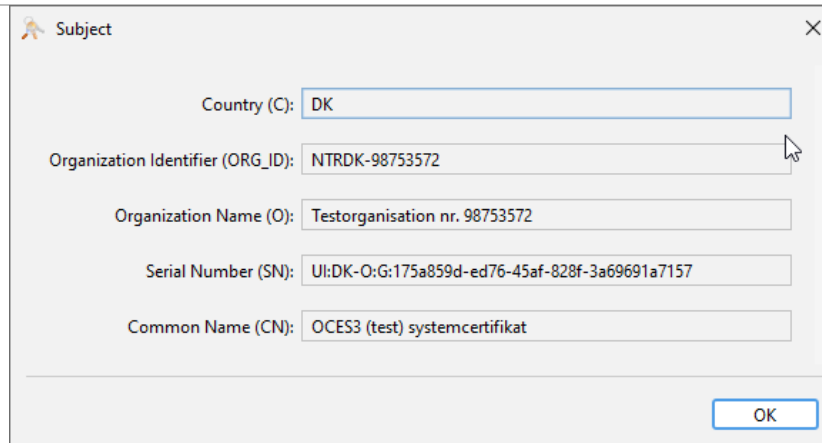 Subject
Country (C): DK
Organization Identifier (ORG_ID): NTRDK-98753572
Organization Name (O): Testorganisation nr. 98753572
Serial Number (SN): UI:DK-O:G:175a859d-ed76-45af-828f-3a69691a7157
Common Name (CN): OCES3 (test) systemcertifikat
OK